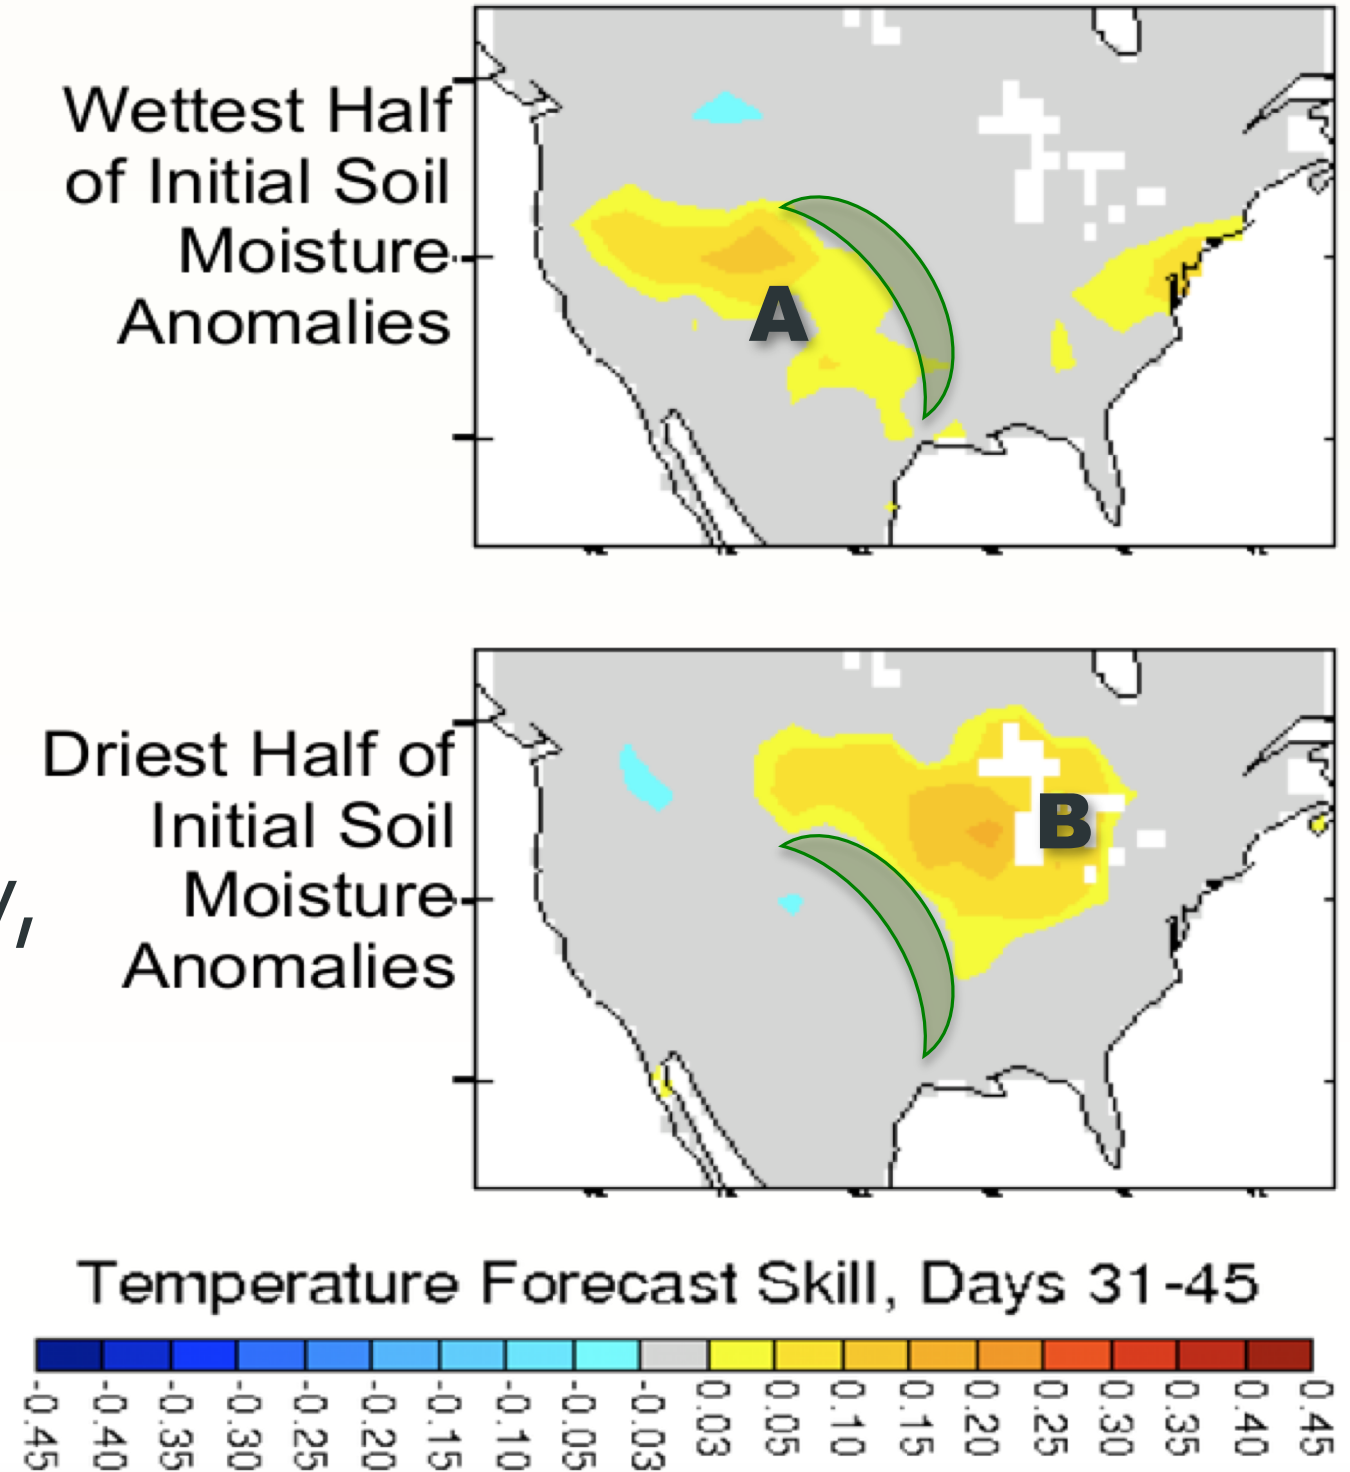 Wettest Half
of Initial Soil
Moisture
Anomalies
A
Driest Half of
Initial Soil
Moisture
Anomalies
B
y,
Temperature Forecast Skill, Days 31-45
-0.45 -0.40 -0.35 -0.30 -0.25 -0.20 -0.15 -0.10 -0.05 -0.03 0.03 0.05 0.10 0.15 0.20 0.25 0.30 0.35 0.40 0.45